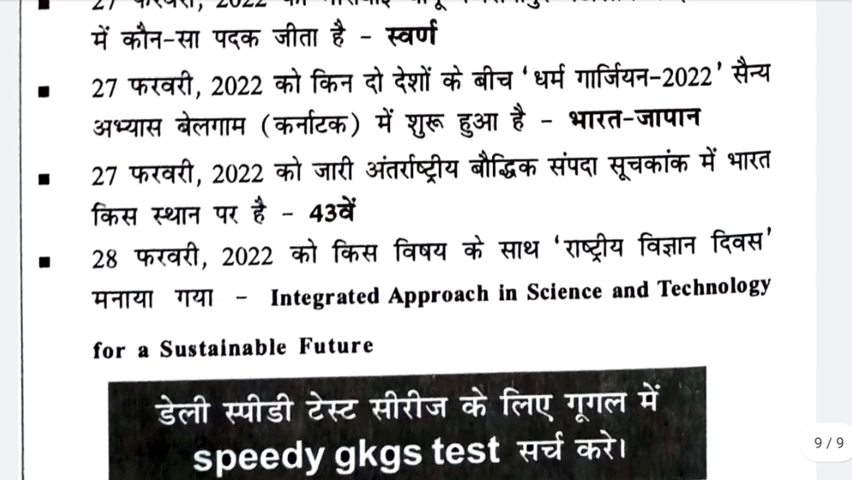 में कौन-सा पदक जीता है - स्वर्ण
27 फरवरी, 2022 को किन दो देशों के बीच 'धर्म गार्जियन-2022' सैन्य
अभ्यास बेलगाम (कर्नाटक) में शुरू हुआ है - भारत-जापान
27 फरवरी, 2022 को जारी अंतर्राष्ट्रीय बौद्धिक संपदा सूचकांक में भारत
किस स्थान पर है - 43वें
28 फरवरी, 2022 को किस विषय के साथ 'राष्ट्रीय विज्ञान दिवस'
मनाया गया - Integrated Approach in Science and Technology
for a Sustainable Future
डेली स्पीडी टेस्ट सीरीज के लिए गूगल में
speedy gkgs test सर्च करे।
9 / 9